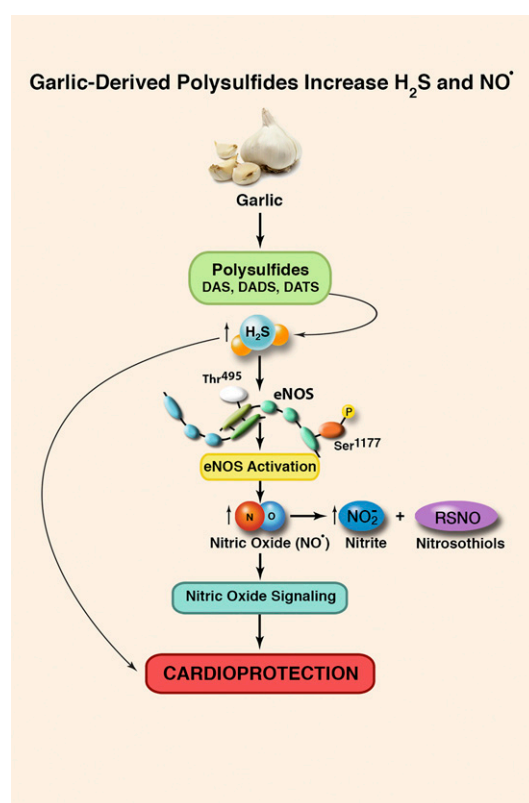 Garlic-Derived Polysulfides Increase H₂S and NO•
Garlic
Polysulfides
DAS, DADS, DATS
↑ H₂S
Thr495
eNOS
P
Ser1177
eNOS Activation
↑ N O → ↑ NO₂⁻ + RSNO
Nitric Oxide (NO•) Nitrite Nitrosothiols
Nitric Oxide Signaling
CARDIOPROTECTION